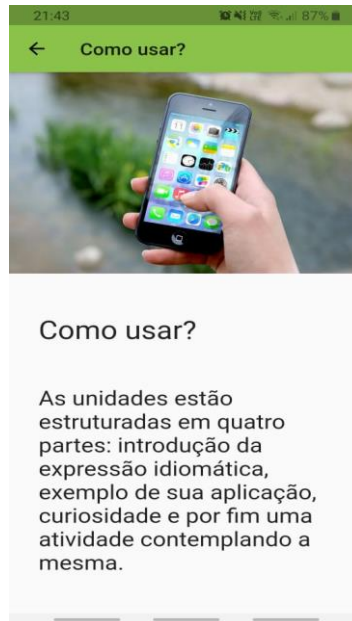 21:43
87%
Como usar?
Como usar?
As unidades estão
estruturadas em quatro
partes: introdução da
expressão idiomática,
exemplo de sua aplicação,
curiosidade e por fim uma
atividade contemplando a
mesma.